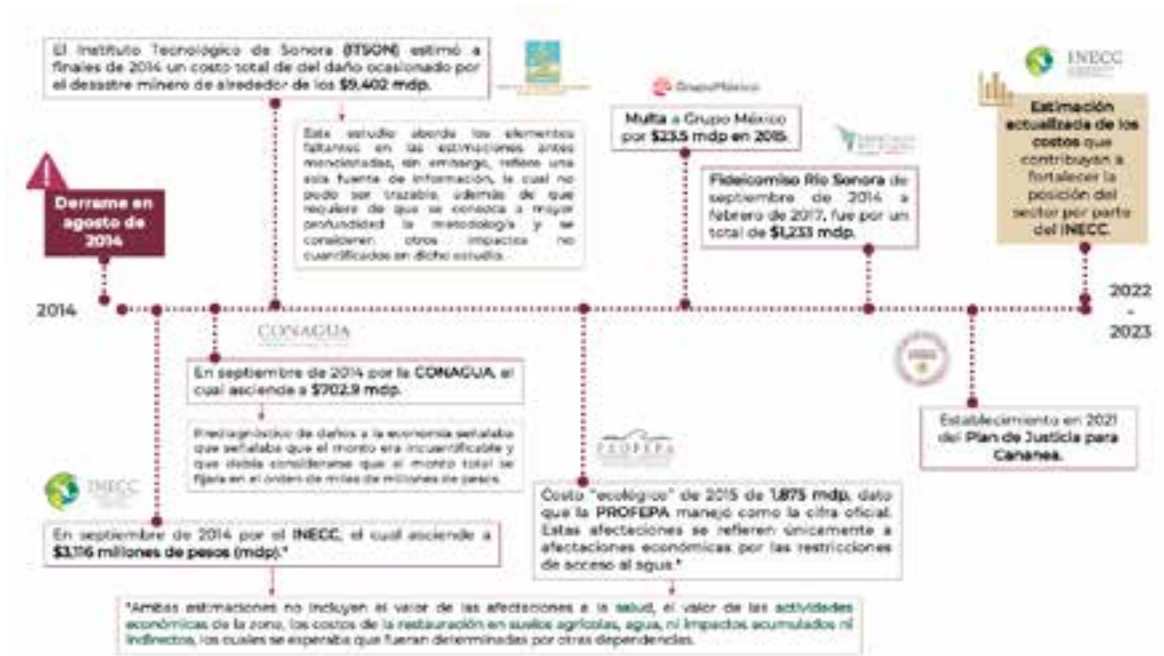 El Instituto Tecnológico de Sonora (ITSON) estimó a
finales de 2014 un costo total de del daño ocasionado por
el desastre minero de alrededor de los $9,402 mdp.
Este estudio aborda los elementos
faltantes en las estimaciones antes
mencionadas, sin embargo, refiere una
sola fuente de información, la cual no
pudo ser trazable, además de que
requiere de que se conozca a mayor
profundidad la metodología y se
consideren otros impactos no
cuantificados en dicho estudio.
GrupoMéxico
Multa a Grupo México
por $23.5 mdp en 2015.
Fideicomiso Río Sonora de
septiembre de 2014 a
febrero de 2017, fue por un
total de $1,233 mdp.
INECC
Estimación
actualizada de los
costos que
contribuyan a
fortalecer la
posición del
sector por parte
del INECC.
Derrame en
agosto de
2014
2014
2022
-
2023
CONAGUA
En septiembre de 2014 por la CONAGUA, el
cual asciende a $702.9 mdp.
Prediagnóstico de daños a la economía señalaba
que señalaba que el monto era incuantificable y
que debía considerarse que el monto total se
fijara en el orden de miles de millones de pesos.
INECC
En septiembre de 2014 por el INECC, el cual asciende a
$3,116 millones de pesos (mdp).*
PROFEPA
Costo "ecológico" de 2015 de 1,875 mdp, dato
que la PROFEPA manejó como la cifra oficial.
Estas afectaciones se refieren únicamente a
afectaciones económicas por las restricciones
de acceso al agua.*
Establecimiento en 2021
del Plan de Justicia para
Cananea.
*Ambas estimaciones no incluyen el valor de las afectaciones a la salud, el valor de las actividades
económicas de la zona, los costos de la restauración en suelos agrícolas, agua, ni impactos acumulados ni
indirectos, los cuales se esperaba que fueran determinadas por otras dependencias.